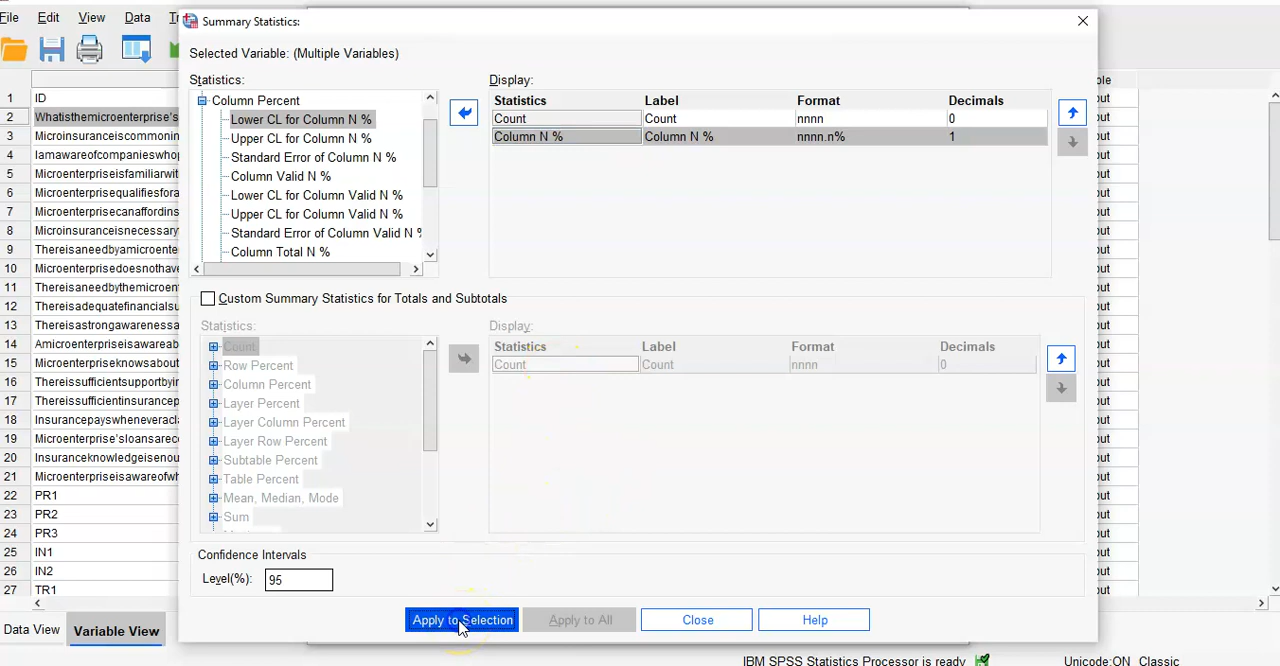 File Edit View Data
Summary Statistics:
Selected Variable: (Multiple Variables)
Statistics:
Column Percent
Lower CL for Column N %
Upper CL for Column N %
Standard Error of Column N %
Column Valid N %
Lower CL for Column Valid N %
Upper CL for Column Valid N %
Standard Error of Column Valid N %
Column Total N %
Display:
Statistics Label Format Decimals
Count Count nnnn 0
Column N % Column N % nnnn.n% 1
Custom Summary Statistics for Totals and Subtotals
Statistics:
Count
Row Percent
Column Percent
Layer Percent
Layer Column Percent
Layer Row Percent
Subtable Percent
Table Percent
Mean, Median, Mode
Sum
Display:
Statistics Label Format Decimals
Count Count nnnn 0
Confidence Intervals
Level(%): 95
Apply to Selection Apply to All Close Help
1 ID
2 Whatisthemicroenterprise's
3 Microinsuranceiscommonin
4 Iamawareofcompanieswho
5 Microenterpriseisfamiliarwit
6 Microenterprisequalifiesfora
7 Microenterprisecanaffordins
8 Microinsuranceisnecessary
9 Thereisaneedbyamicroente
10 Microenterprisedoesnothave
11 Thereisaneedbythemicroent
12 Thereisadequatefinancialsu
13 Thereisastrongawarenessa
14 Amicroenterpriseisawareab
15 Microenterpriseknowsabout
16 Thereissufficientsupportbyin
17 Thereissufficientinsurancep
18 Insurancepayswheneveracla
19 Microenterprise'sloansarec
20 Insuranceknowledgeisenou
21 Microenterpriseisawareofwh
22 PR1
23 PR2
24 PR3
25 IN1
26 IN2
27 TR1
Data View Variable View
IBM SPSS Statistics Processor is ready Unicode:ON Classic